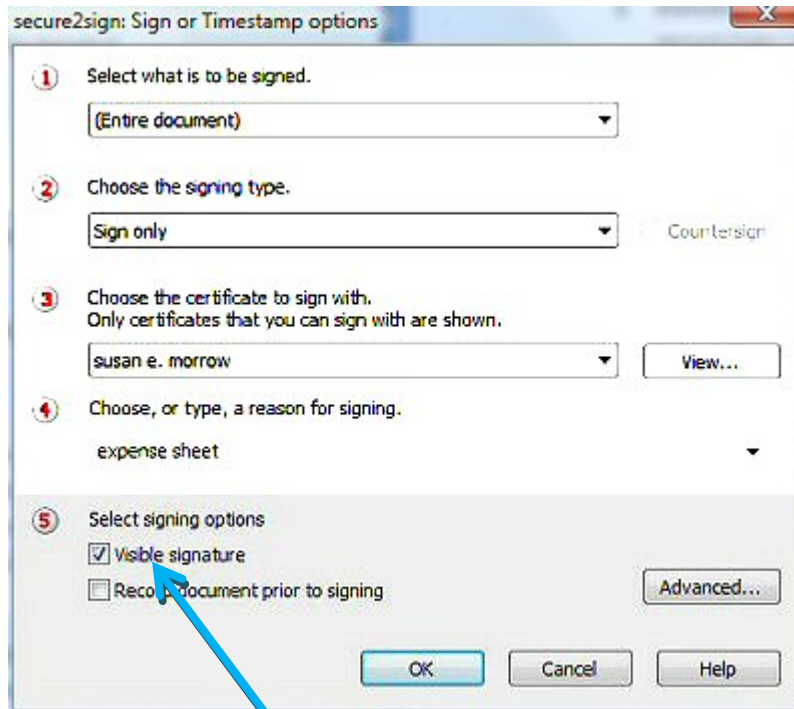 secure2sign: Sign or Timestamp options
1 Select what is to be signed.
(Entire document)
2 Choose the signing type.
Sign only Countersign
3 Choose the certificate to sign with.
Only certificates that you can sign with are shown.
susan e. morrow View...
4 Choose, or type, a reason for signing.
expense sheet
5 Select signing options
Visible signature
Record document prior to signing Advanced...
OK Cancel Help